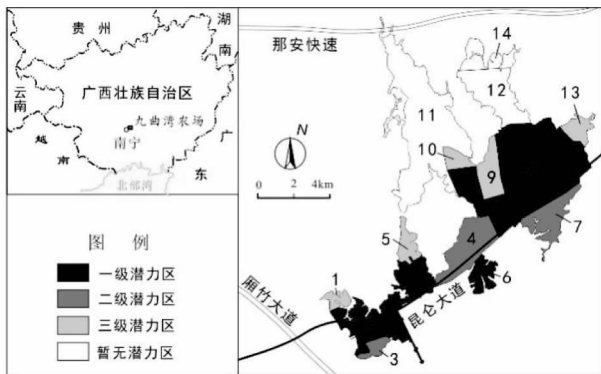 贵州
湖南
云南
广西壮族自治区
九曲湾农场
南宁
越南
广东
北部湾
图 例
一级潜力区
二级潜力区
三级潜力区
暂无潜力区
那安快速
14
12
13
11
10
9
N
0 2 4km
7
4
5
6
1
昆仑大道
厢竹大道
3